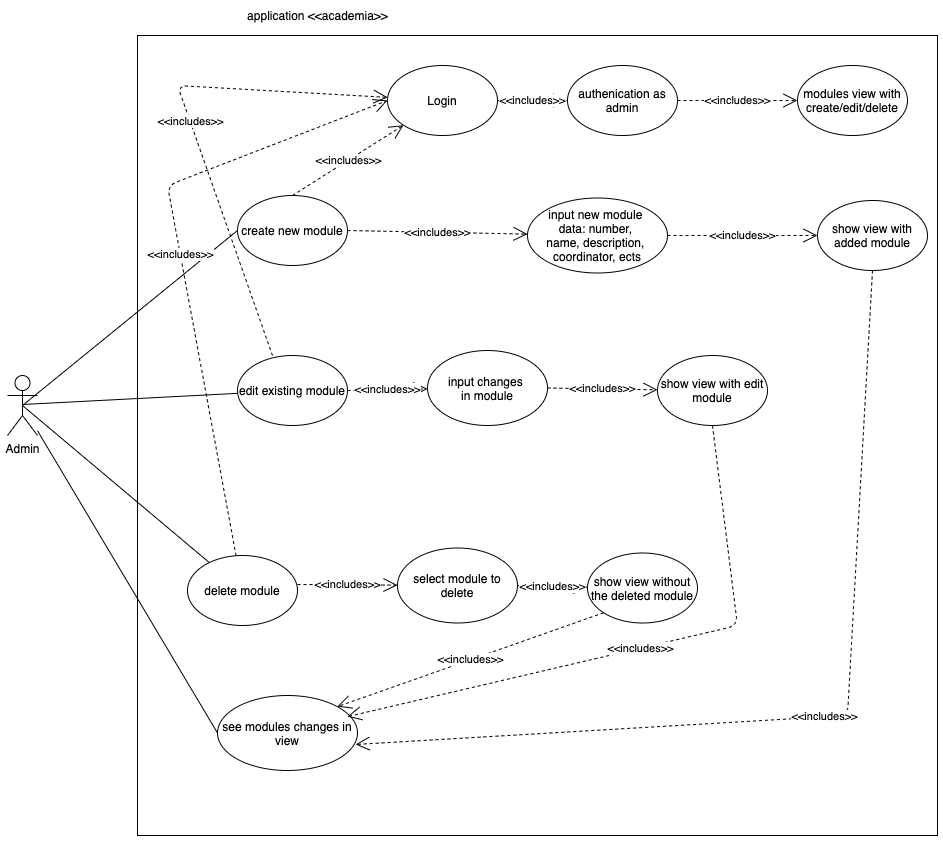 application <<academia>>
Login
<<includes>>
authenication as
admin
<<includes>>
modules view with
create/edit/delete
<<includes>>
<<includes>>
create new module
<<includes>>
input new module
data: number,
name, description,
coordinator, ects
<<includes>>
show view with
added module
<<includes>>
Admin
edit existing module
<<includes>>
input changes
in module
<<includes>>
show view with edit
module
delete module
<<includes>>
select module to
delete
<<includes>>
show view without
the deleted module
<<includes>>
<<includes>>
<<includes>>
see modules changes in
view